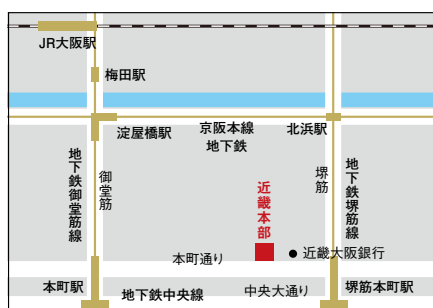 JR大阪駅
梅田駅
淀屋橋駅
京阪本線
地下鉄
北浜駅
地下鉄御堂筋線
御堂筋
近畿本部
堺筋
地下鉄堺筋線
近畿大阪銀行
本町通り
本町駅
地下鉄中央線
中央大通り
堺筋本町駅